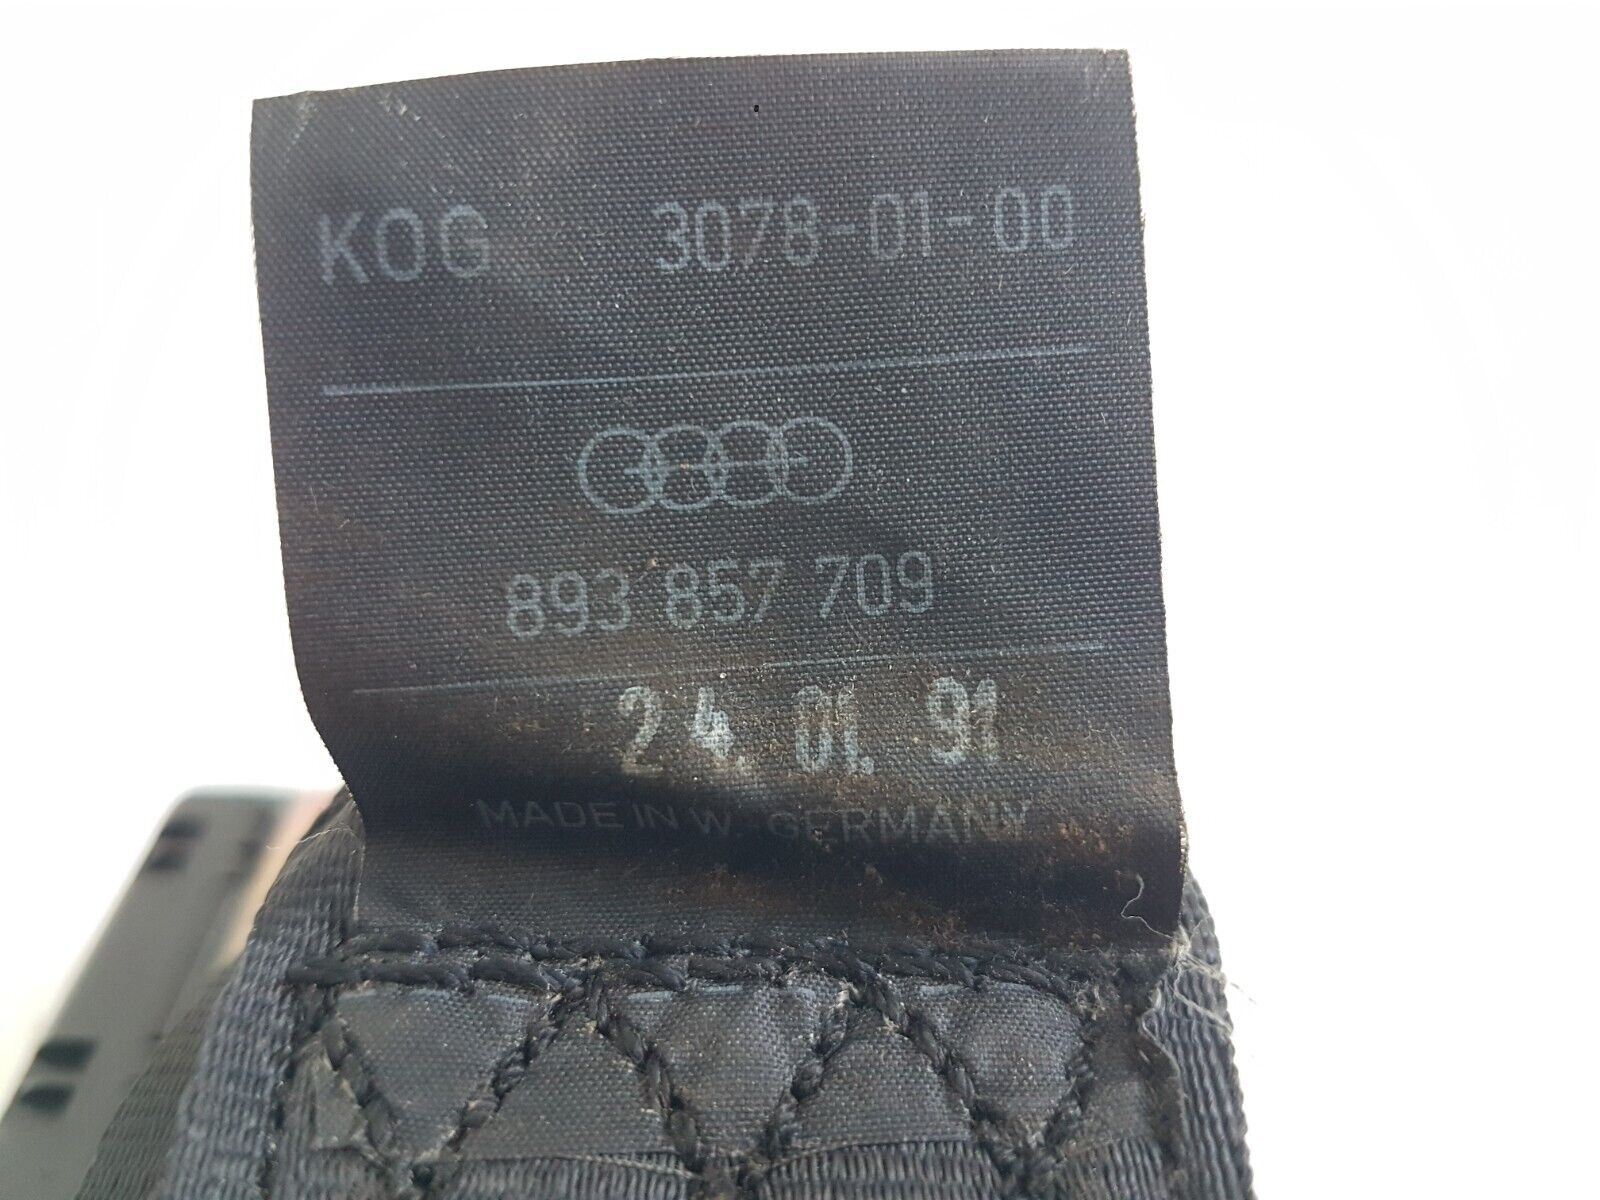 KOG 3078-01-00
893 857 709
24. 01. 91
MADE IN W. GERMANY